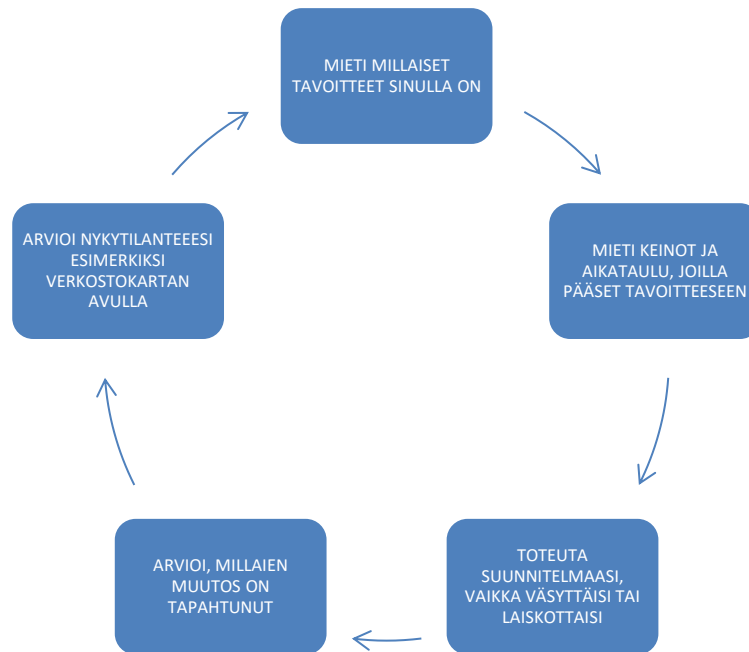 MIETI MILLAISET
TAVOITTEET SINULLA ON
MIETI KEINOT JA
AIKATAULU, JOILLA
PÄÄSET TAVOITTEESEEN
TOTEUTA
SUUNNITELMAASI,
VAIKKA VÄSYTTÄISI TAI
LAISKOTTAISI
ARVIOI, MILLAIEN
MUUTOS ON
TAPAHTUNUT
ARVIOI NYKYTILANTEEESI
ESIMERKIKSI
VERKOSTOKARTAN
AVULLA